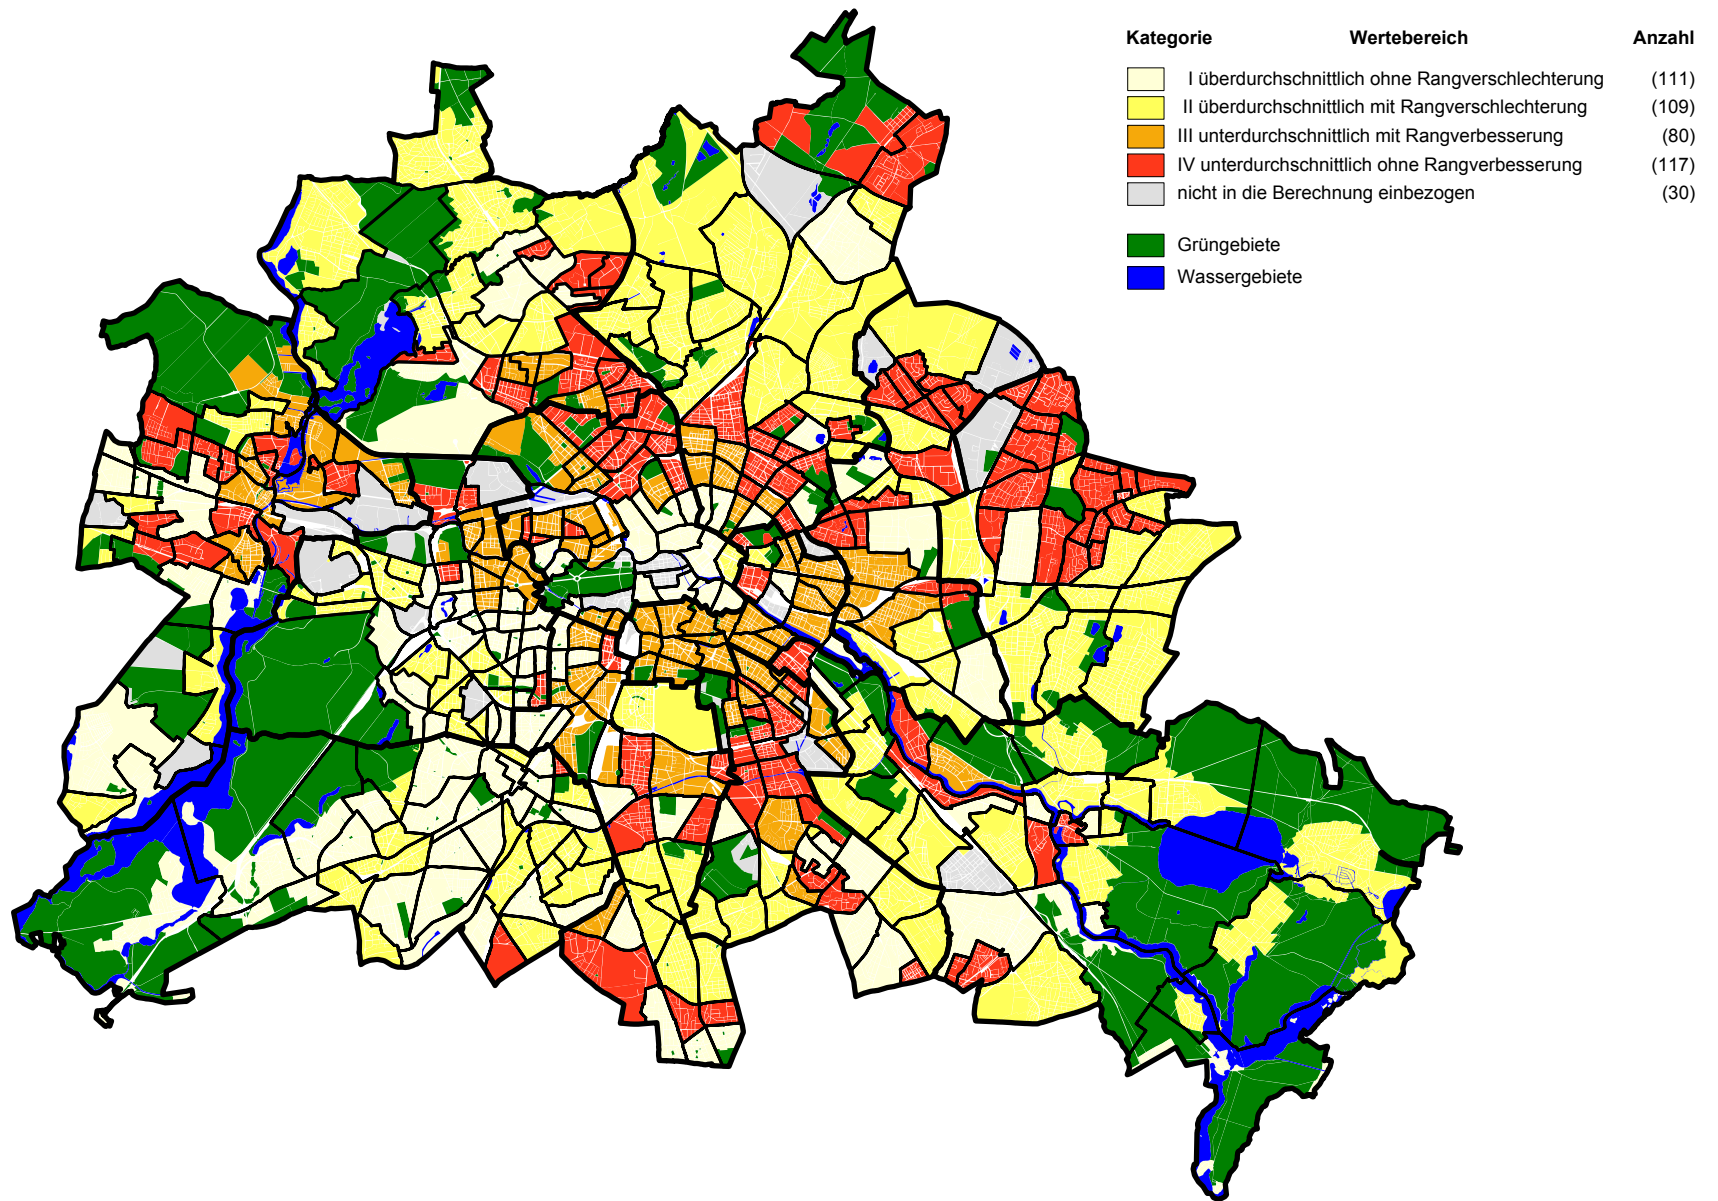 Kategorie Wertebereich Anzahl
I überdurchschnittlich ohne Rangverschlechterung (111)
II überdurchschnittlich mit Rangverschlechterung (109)
III unterdurchschnittlich mit Rangverbesserung (80)
IV unterdurchschnittlich ohne Rangverbesserung (117)
nicht in die Berechnung einbezogen (30)
Grüngebiete
Wassergebiete